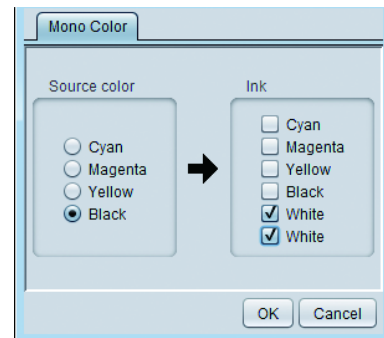 Mono Color
Source color
Cyan
Magenta
Yellow
Black
Ink
Cyan
Magenta
Yellow
Black
White
White
OK
Cancel